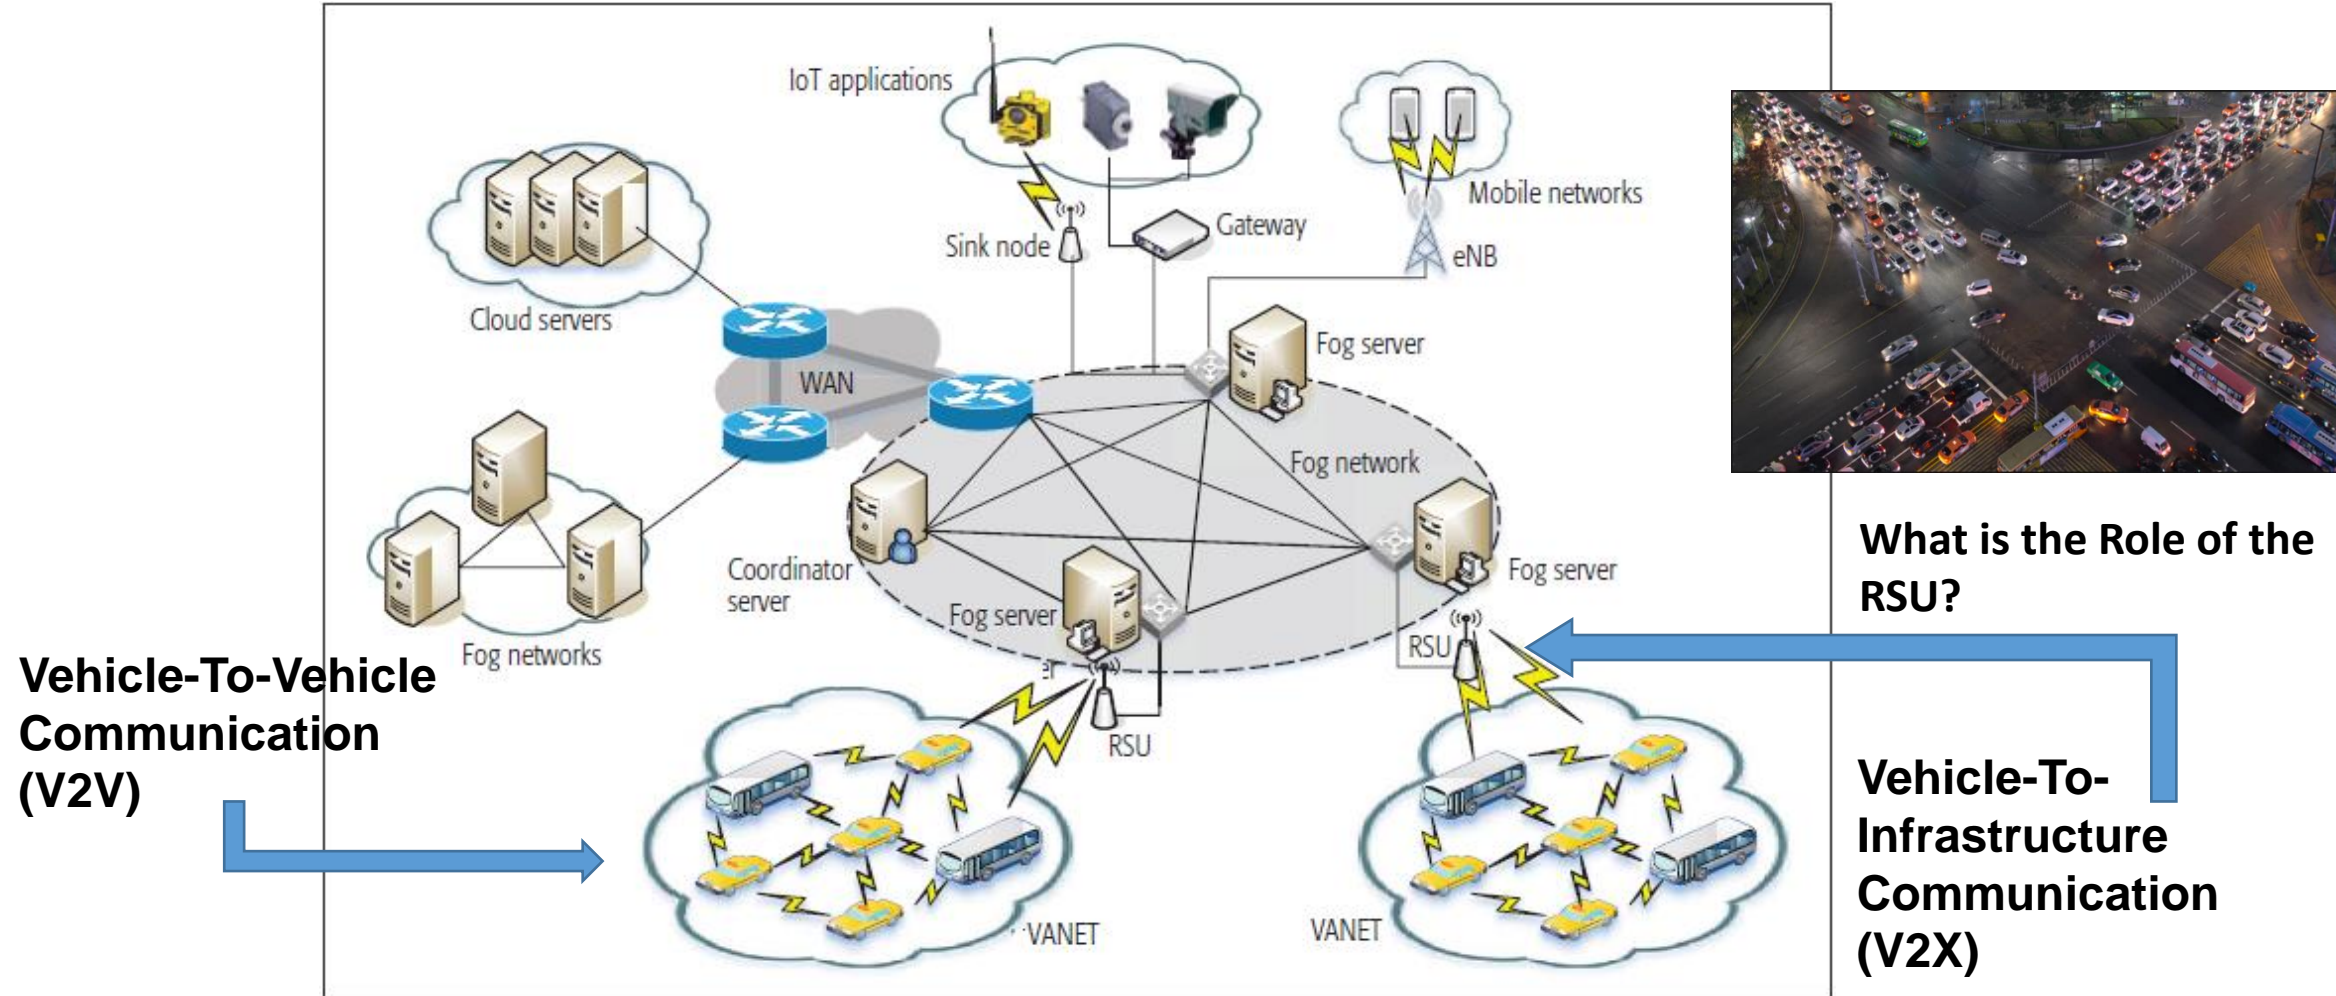 IoT applications
Mobile networks
Gateway
Sink node
eNB
Cloud servers
Fog server
WAN
Fog network
What is the Role of the
RSU?
Coordinator
server
Fog server
Fog server
RSU
Fog networks
Vehicle-To-Vehicle
Communication
(V2V)
RSU
Vehicle-To-
Infrastructure
Communication
(V2X)
VANET
VANET